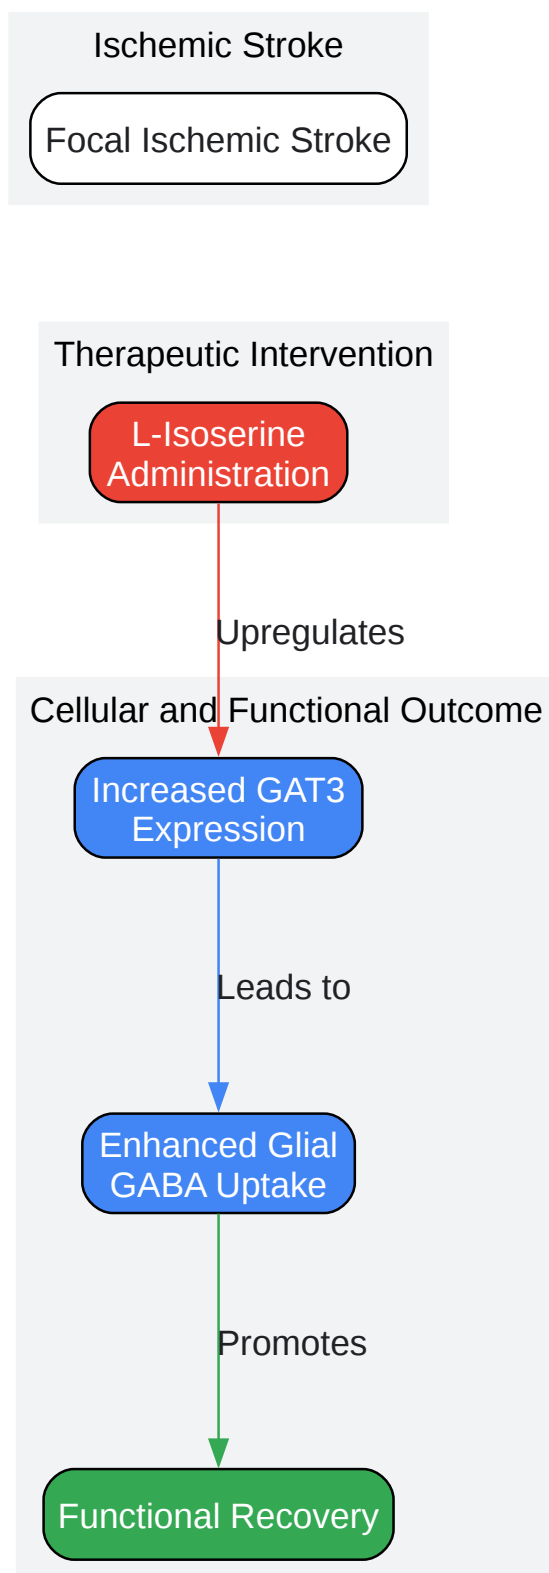 Ischemic Stroke
Focal Ischemic Stroke
Therapeutic Intervention
L-Isoserine
Administration
Upregulates
Cellular and Functional Outcome
Increased GAT3
Expression
Leads to
Enhanced Glial
GABA Uptake
Promotes
Functional Recovery